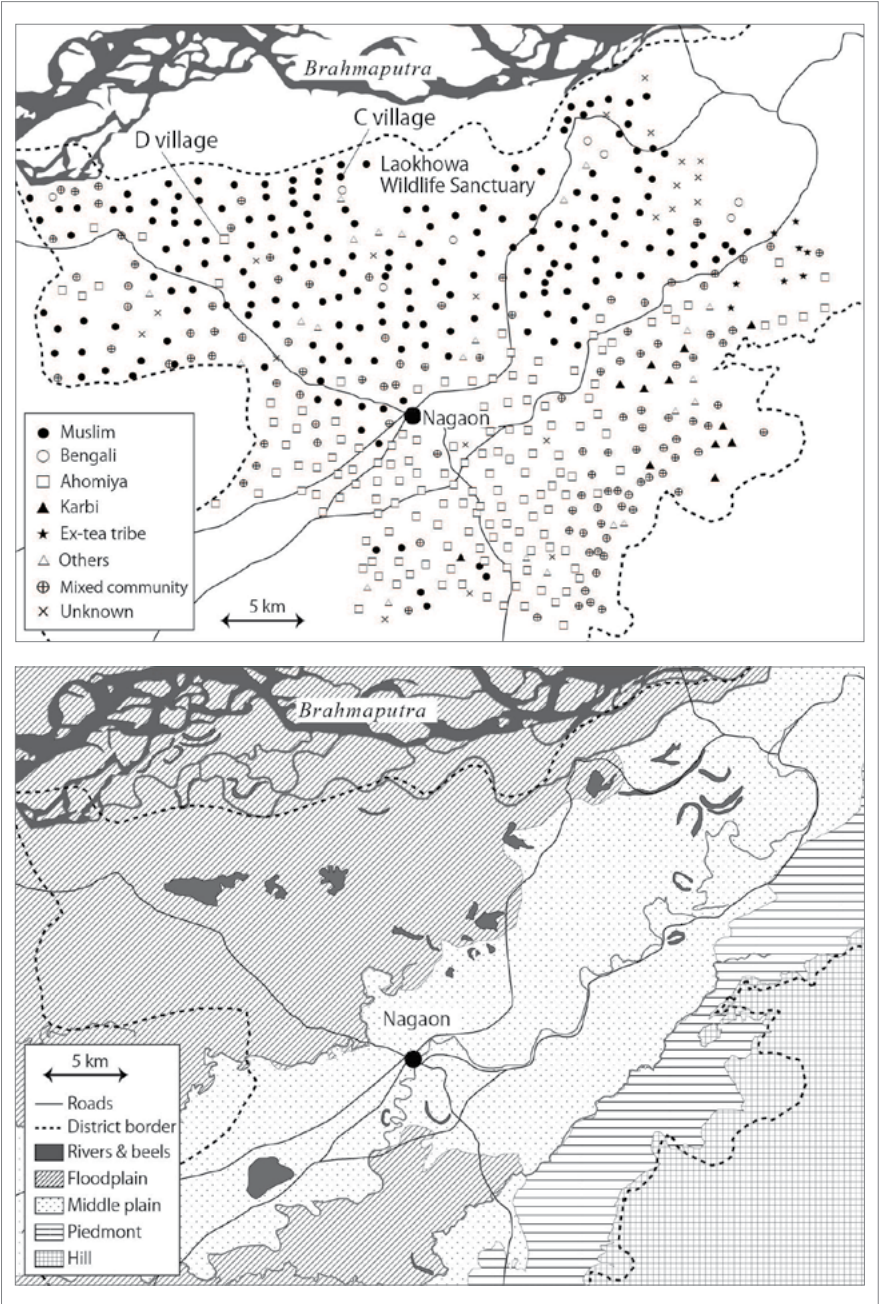 Brahmaputra
C village
D village
Laokhowa
Wildlife Sanctuary
Nagaon
Muslim
Bengali
Ahomiya
Karbi
Ex-tea tribe
Others
Mixed community
Unknown
5 km
Brahmaputra
Nagaon
5 km
Roads
District border
Rivers & beels
Floodplain
Middle plain
Piedmont
Hill